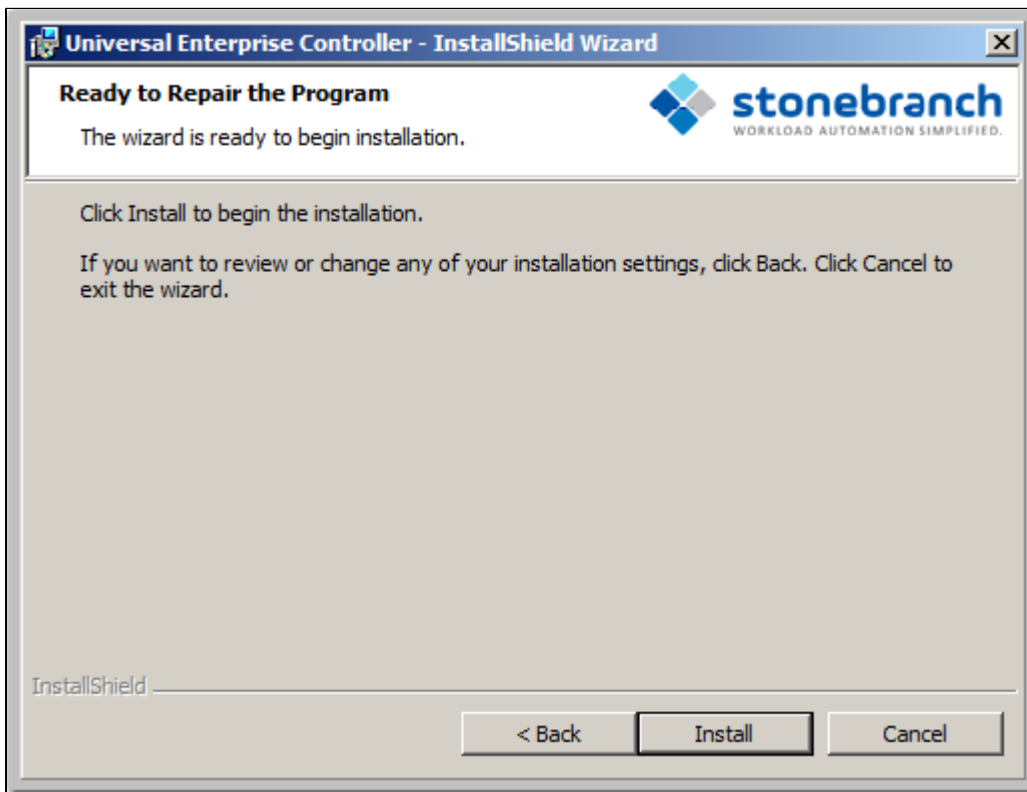 Universal Enterprise Controller - InstallShield Wizard
Ready to Repair the Program
The wizard is ready to begin installation.
stonebranch
WORKLOAD AUTOMATION SIMPLIFIED.
Click Install to begin the installation.
If you want to review or change any of your installation settings, click Back. Click Cancel to
exit the wizard.
InstallShield
< Back
Install
Cancel